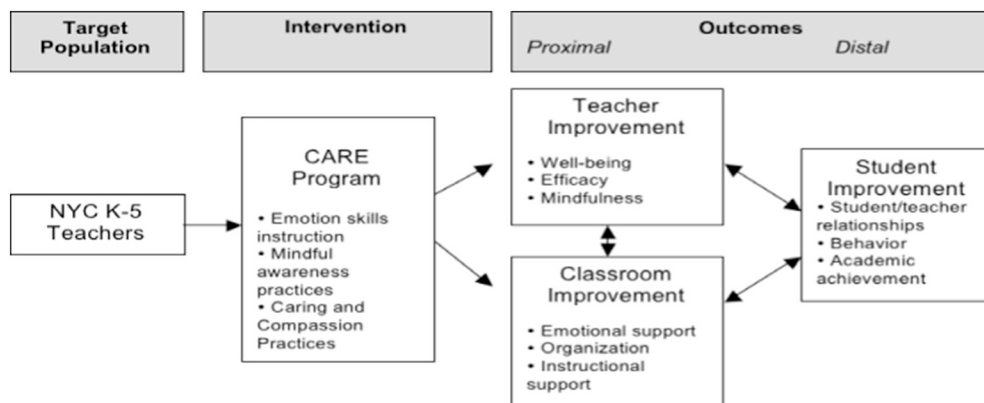 Target
Population
Intervention
Outcomes
Proximal
Distal
NYC K-5
Teachers
CARE
Program
• Emotion skills
instruction
• Mindful
awareness
practices
• Caring and
Compassion
Practices
Teacher
Improvement
• Well-being
• Efficacy
• Mindfulness
Classroom
Improvement
• Emotional support
• Organization
• Instructional
support
Student
Improvement
• Student/teacher
relationships
• Behavior
• Academic
achievement